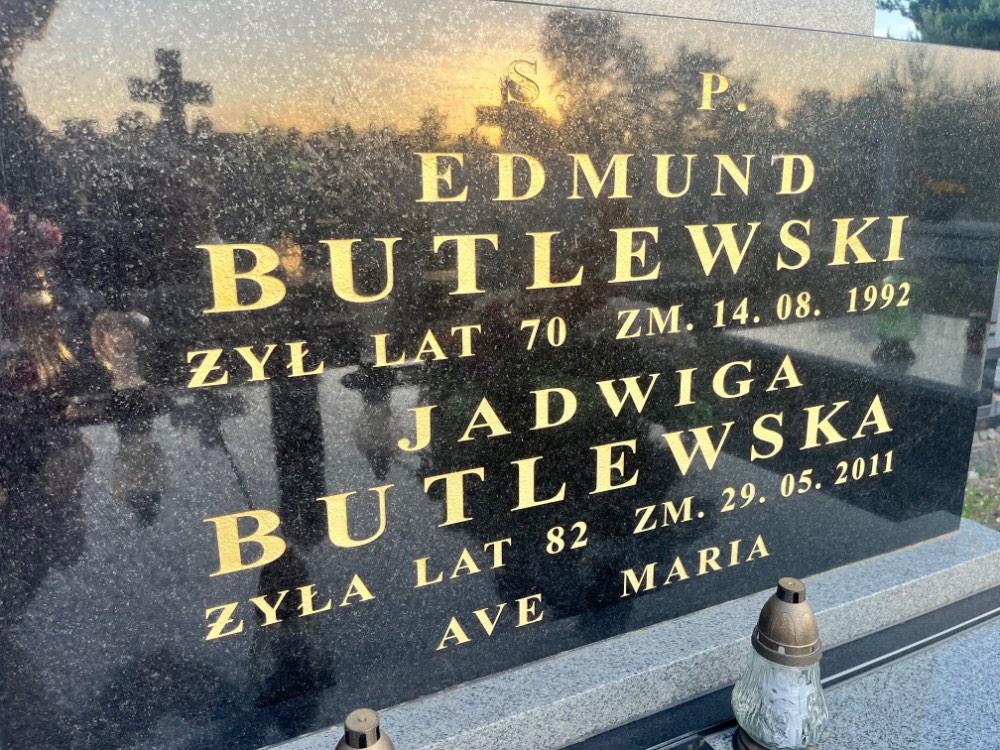 Ś. P.
EDMUND
BUTLEWSKI
ŻYŁ LAT 70 ZM. 14. 08. 1992
JADWIGA
BUTLEWSKA
ŻYŁA LAT 82 ZM. 29. 05. 2011
AVE MARIA